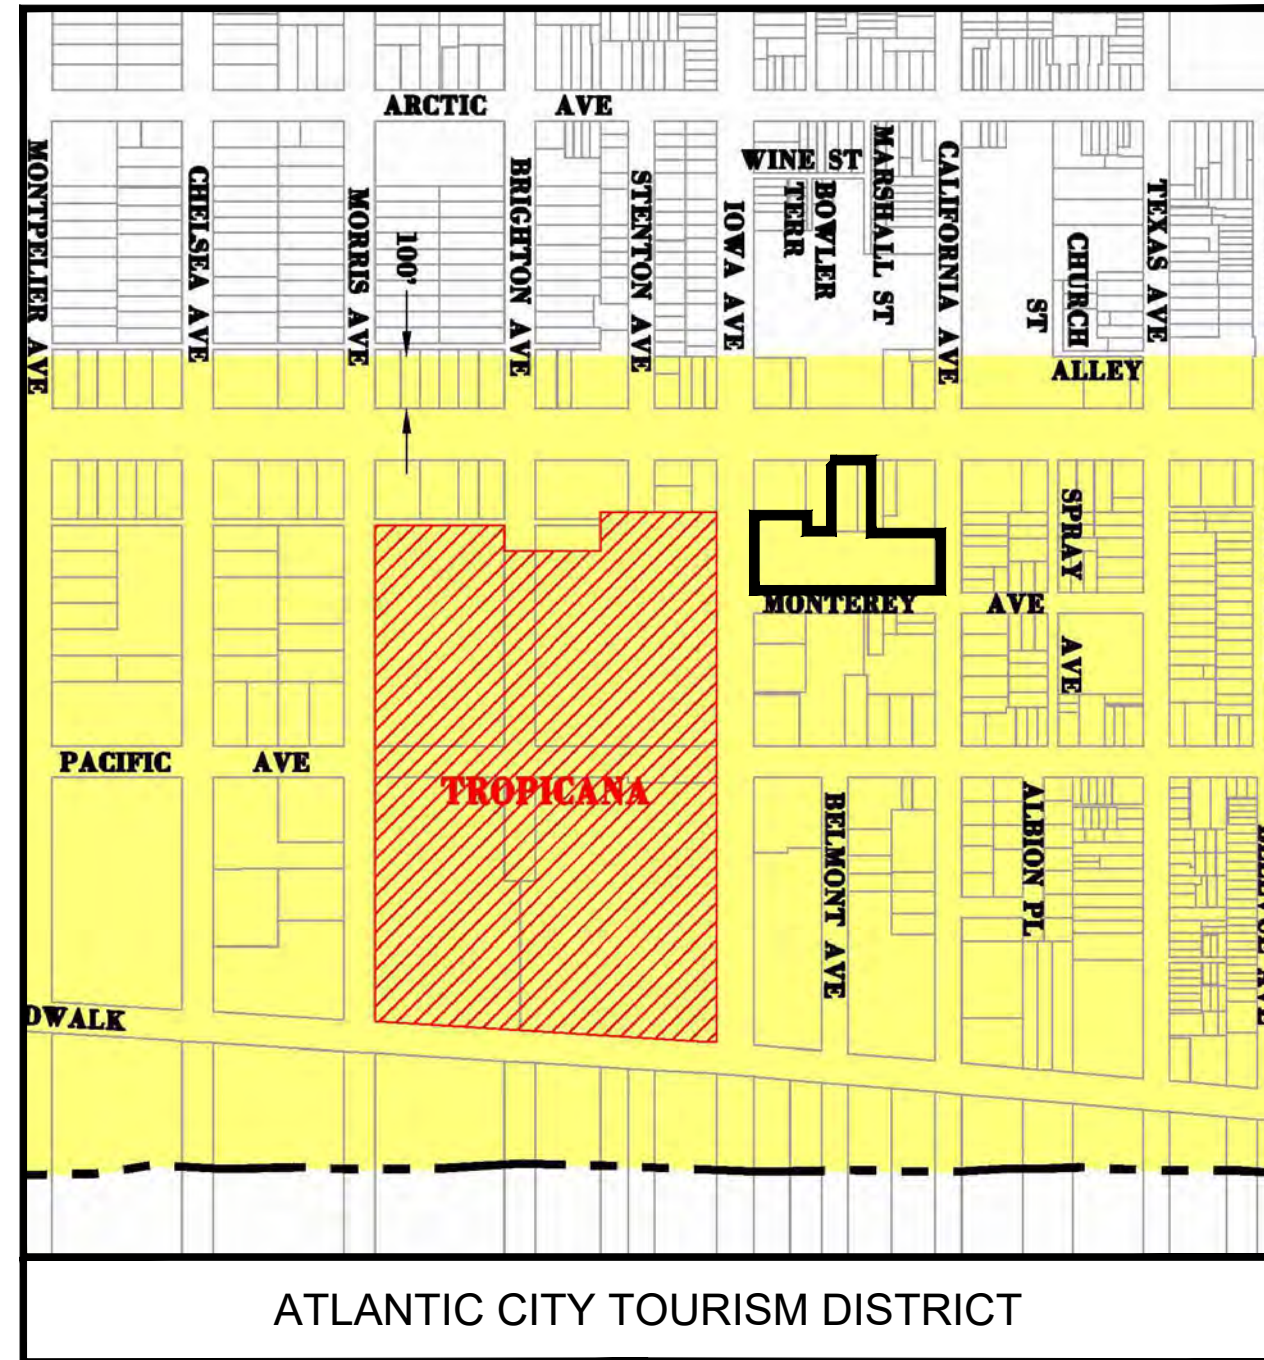 ARCTIC AVE
MONTPELIER AVE
CHELSEA AVE
MORRIS AVE
100'
BRIGHTON AVE
STENTON AVE
IOWA AVE
WINE ST
TERR
BOWLER
MARSHALL ST
CALIFORNIA AVE
CHURCH
ST
TEXAS AVE
ALLEY
SPRAY
AVE
MONTEREY AVE
PACIFIC AVE
TROPICANA
BELMONT AVE
ALBION PL
DWALK
ATLANTIC CITY TOURISM DISTRICT